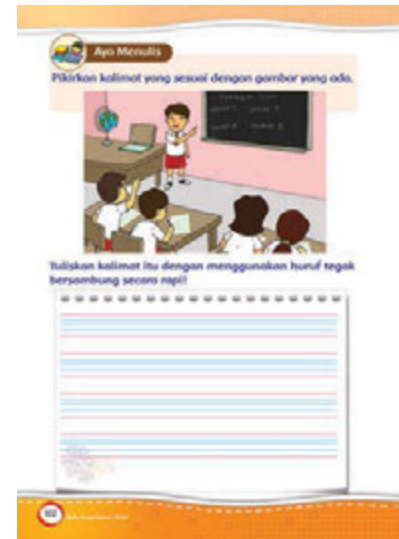 Ayo Menulis
Pikirkan kalimat yang sesuai dengan gambar yang ada.
Tuliskan kalimat itu dengan menggunakan huruf tegak
bersambung secara rapi!
102